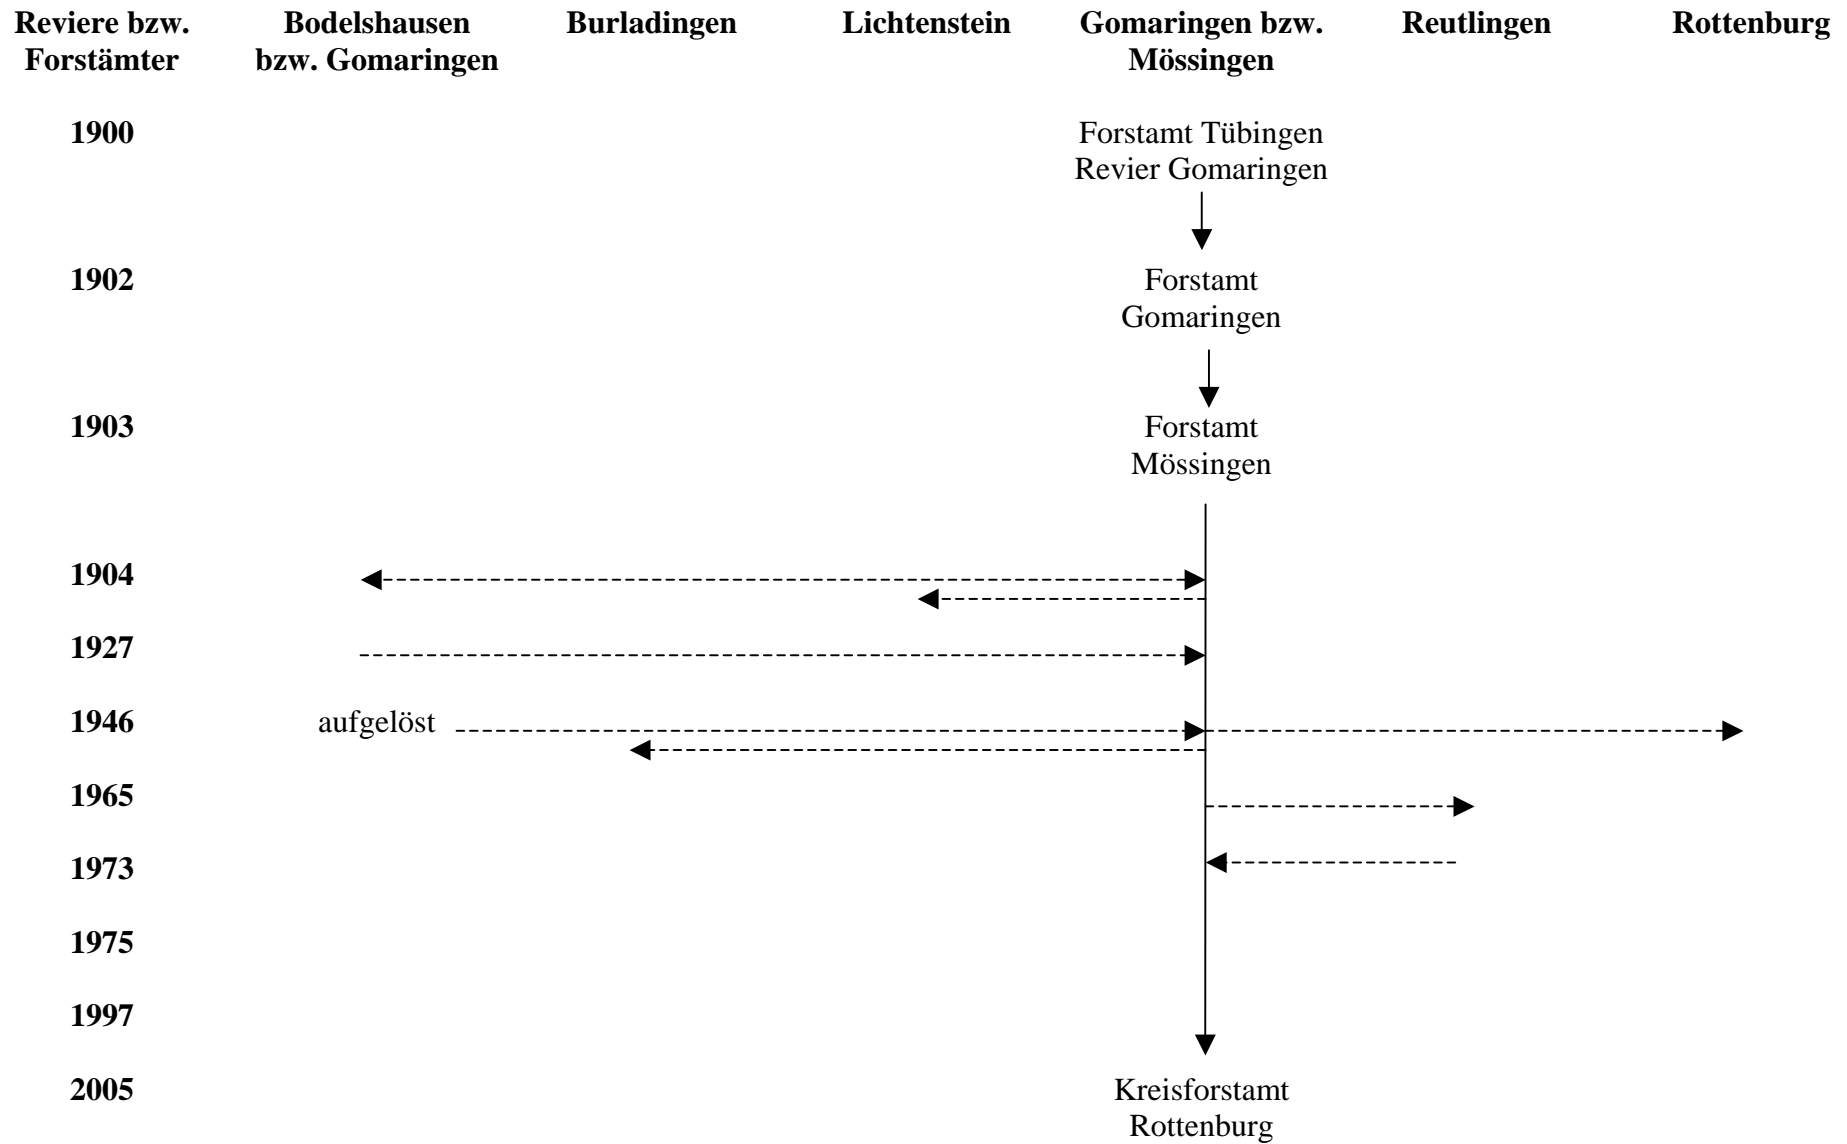 Reviere bzw. Bodelshausen Burladingen Lichtenstein Gomaringen bzw. Reutlingen Rottenburg
Forstämter bzw. Gomaringen Mössingen
1900 Forstamt Tübingen
Revier Gomaringen
1902 Forstamt
Gomaringen
1903 Forstamt
Mössingen
1904
1927
1946 aufgelöst
1965
1973
1975
1997
2005 Kreisforstamt
Rottenburg